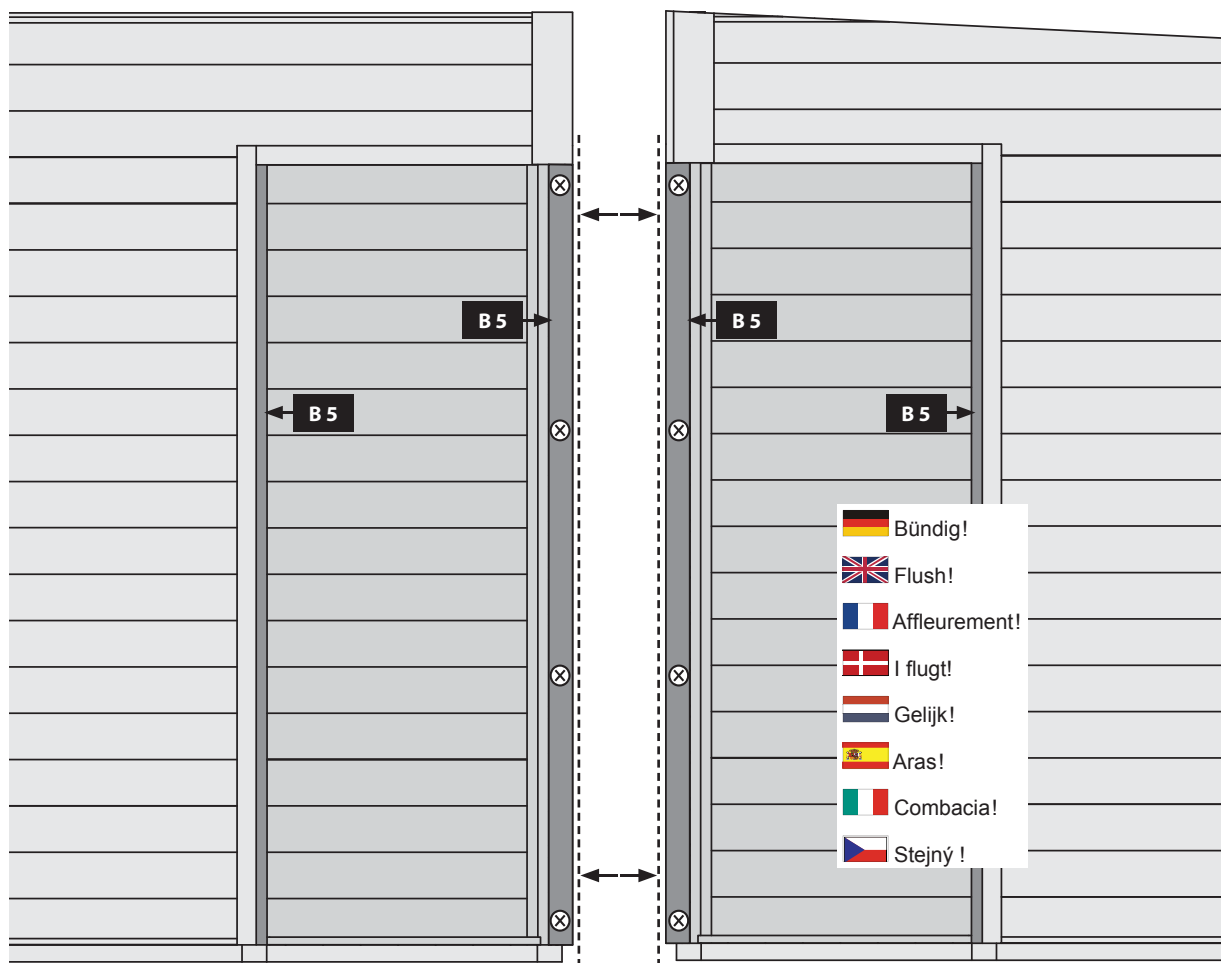 B 5
B 5
B 5
B 5
Bündig!
Flush!
Affleurement!
I flugt!
Gelijk!
Aras!
Combacia!
Stejný !